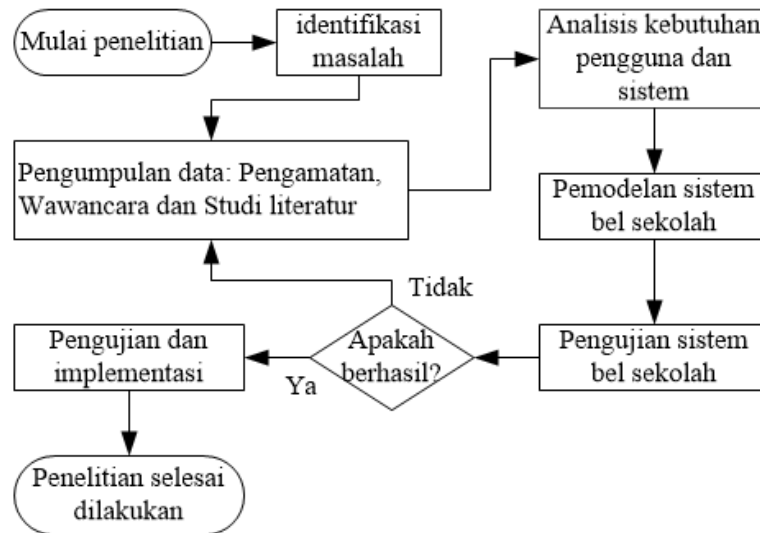 Mulai penelitian
identifikasi
masalah
Pengumpulan data: Pengamatan,
Wawancara dan Studi literatur
Analisis kebutuhan
pengguna dan
sistem
Pemodelan sistem
bel sekolah
Pengujian sistem
bel sekolah
Apakah
berhasil?
Tidak
Ya
Pengujian dan
implementasi
Penelitian selesai
dilakukan